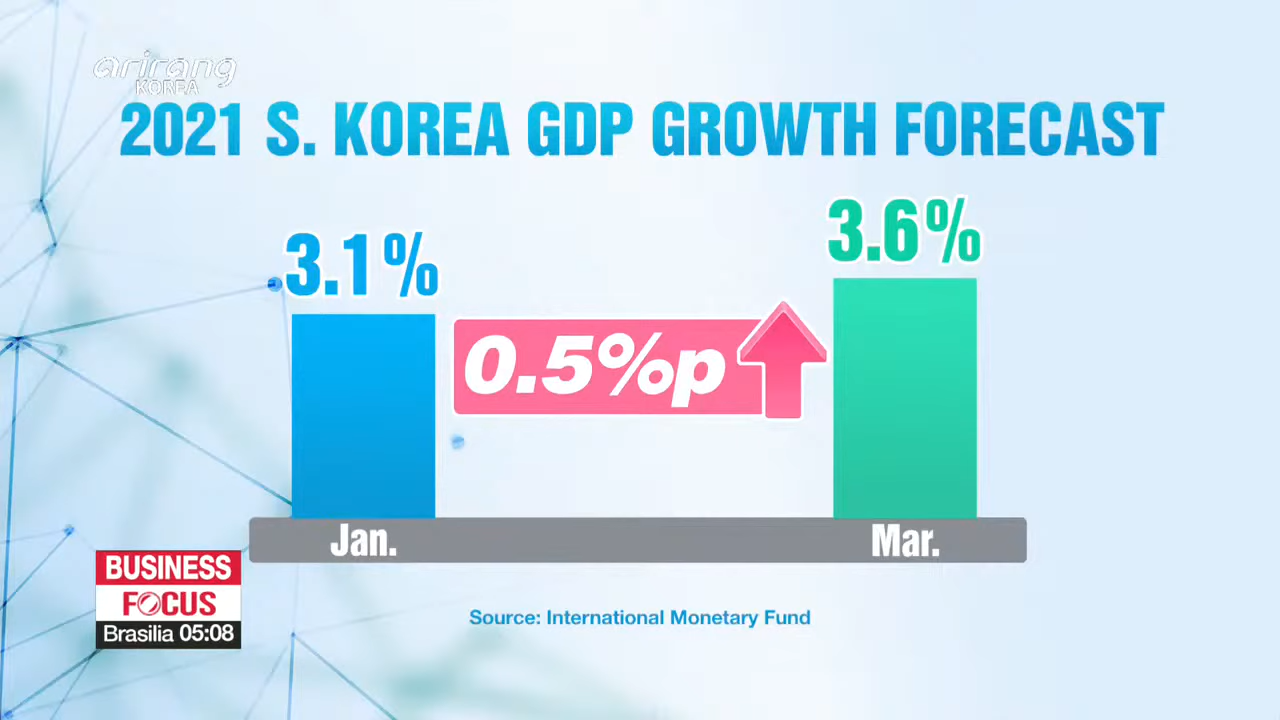 arirang
KOREA
2021 S. KOREA GDP GROWTH FORECAST
3.1%
0.5%p
3.6%
Jan.
Mar.
Source: International Monetary Fund
BUSINESS
FOCUS
Brasilia 05:08